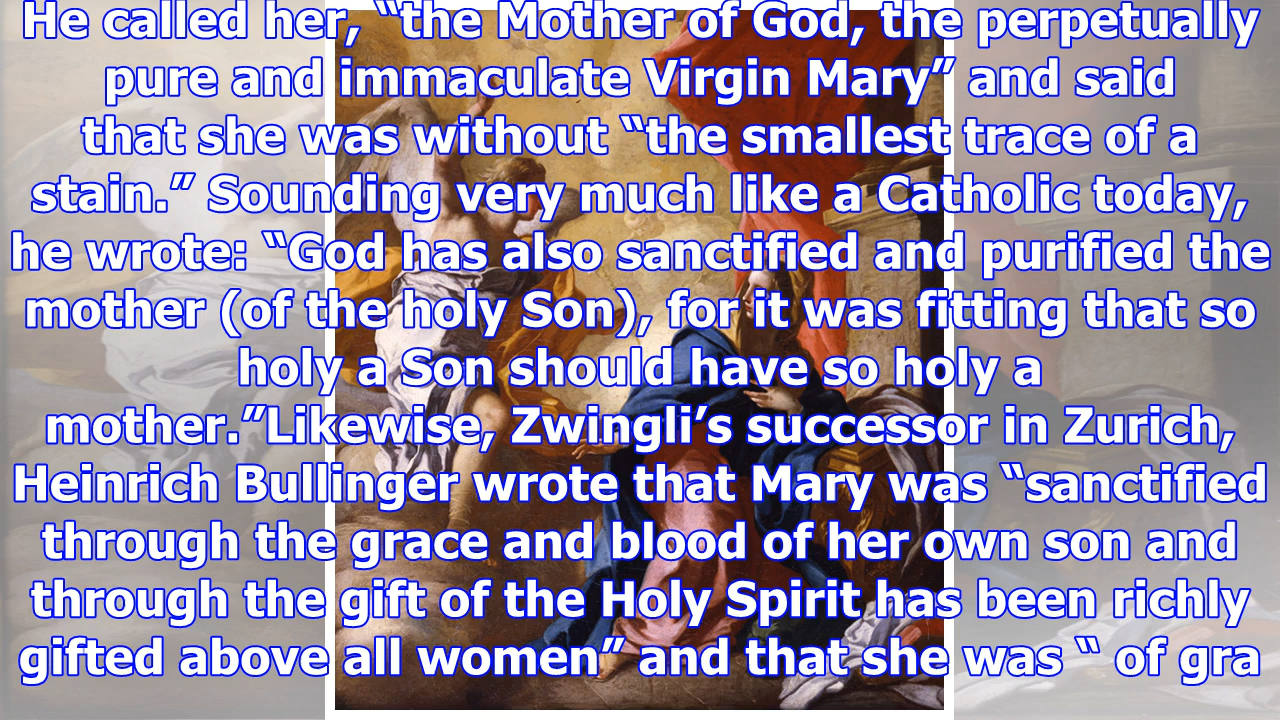 He called her, “the Mother of God, the perpetually
pure and immaculate Virgin Mary” and said
that she was without “the smallest trace of a
stain.” Sounding very much like a Catholic today,
he wrote: “God has also sanctified and purified the
mother (of the holy Son), for it was fitting that so
holy a Son should have so holy a
mother.”Likewise, Zwingli’s successor in Zurich,
Heinrich Bullinger wrote that Mary was “sanctified
through the grace and blood of her own son and
through the gift of the Holy Spirit has been richly
gifted above all women” and that she was “ of gra